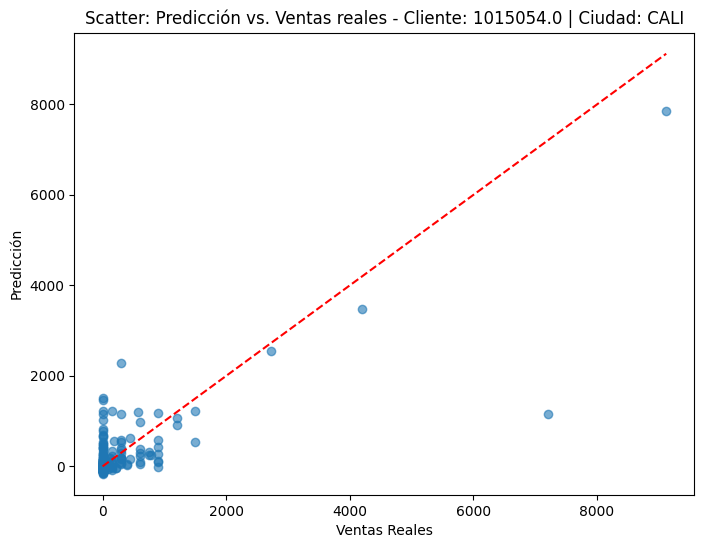 Scatter: Predicción vs. Ventas reales - Cliente: 1015054.0 | Ciudad: CALI
8000
6000
4000
2000
0
Predicción
0 2000 4000 6000 8000
Ventas Reales